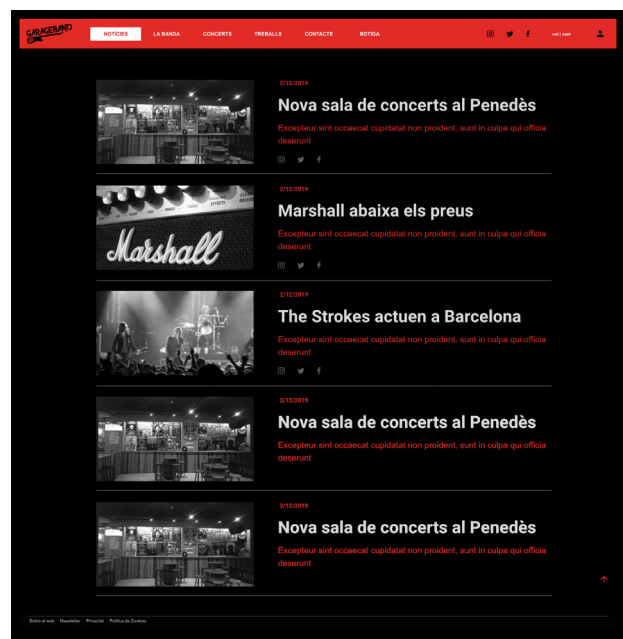 GARAGEBAND
NOTÍCIES LA BANDA CONCERTS TREBALLS CONTACTE BOTIGA cat | cast
2/12/2019
Nova sala de concerts al Penedès
Excepteur sint occaecat cupidatat non proident, sunt in culpa qui officia
deserunt
2/12/2019
Marshall abaixa els preus
Excepteur sint occaecat cupidatat non proident, sunt in culpa qui officia
deserunt
Marshall
2/12/2019
The Strokes actuen a Barcelona
Excepteur sint occaecat cupidatat non proident, sunt in culpa qui officia
deserunt
2/12/2019
Nova sala de concerts al Penedès
Excepteur sint occaecat cupidatat non proident, sunt in culpa qui officia
deserunt
2/12/2019
Nova sala de concerts al Penedès
Excepteur sint occaecat cupidatat non proident, sunt in culpa qui officia
deserunt
Sobre el web Newsletter Privacitat Política de Cookies